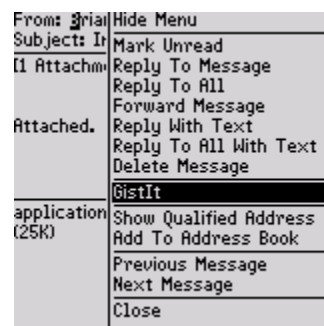 From: Brian
Subject: In
[1 Attachm
Attached.
application
(25K)
Hide Menu
Mark Unread
Reply To Message
Reply To All
Forward Message
Reply With Text
Reply To All With Text
Delete Message
GistIt
Show Qualified Address
Add To Address Book
Previous Message
Next Message
Close